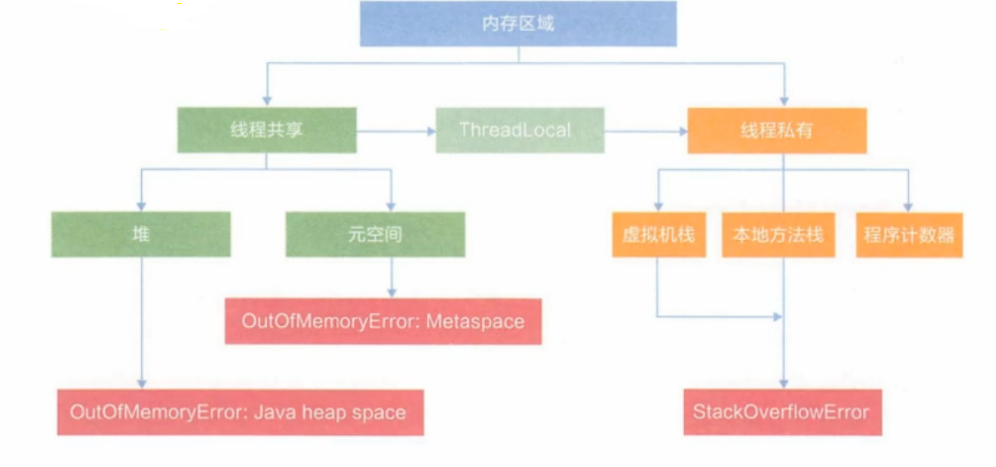 内存区域
线程共享
ThreadLocal
线程私有
堆
元空间
虚拟机栈
本地方法栈
程序计数器
OutOfMemoryError: Metaspace
OutOfMemoryError: Java heap space
StackOverflowError